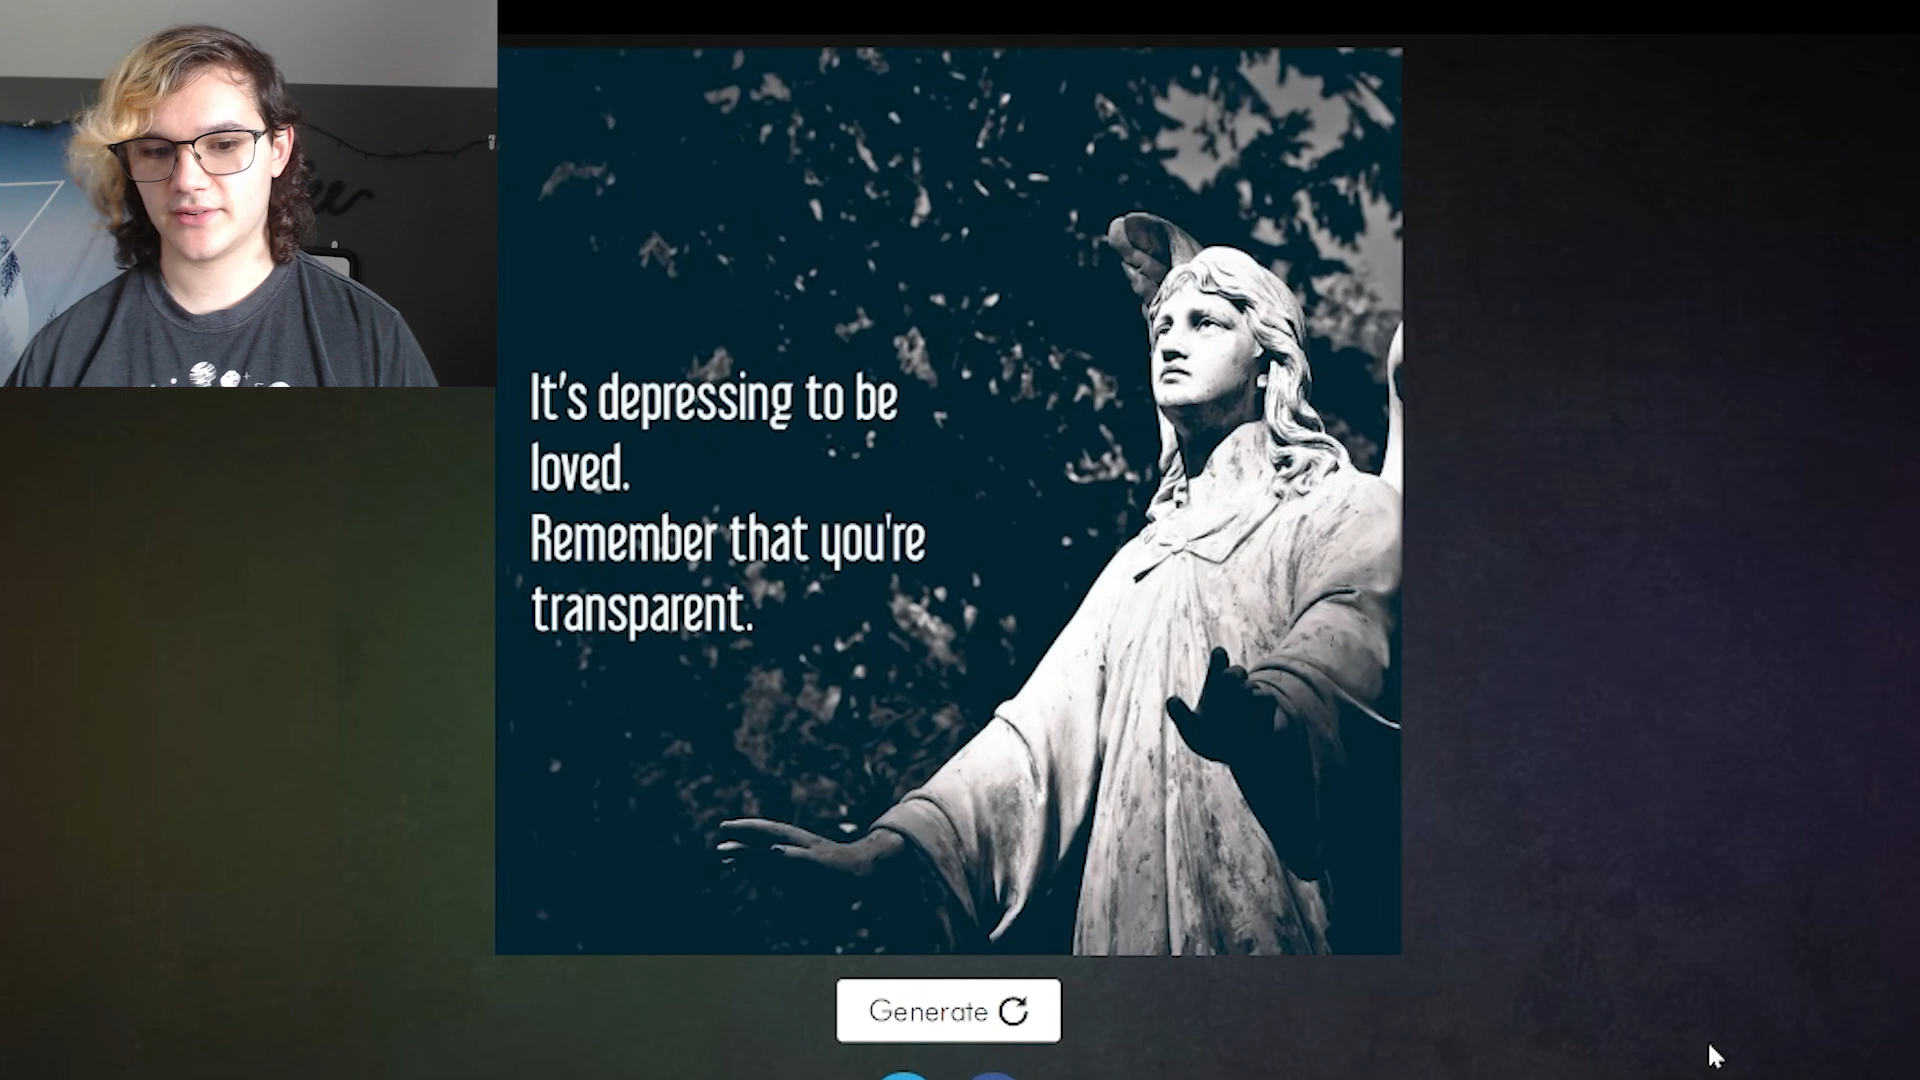 It's depressing to be
loved.
Remember that you're
transparent.
Generate